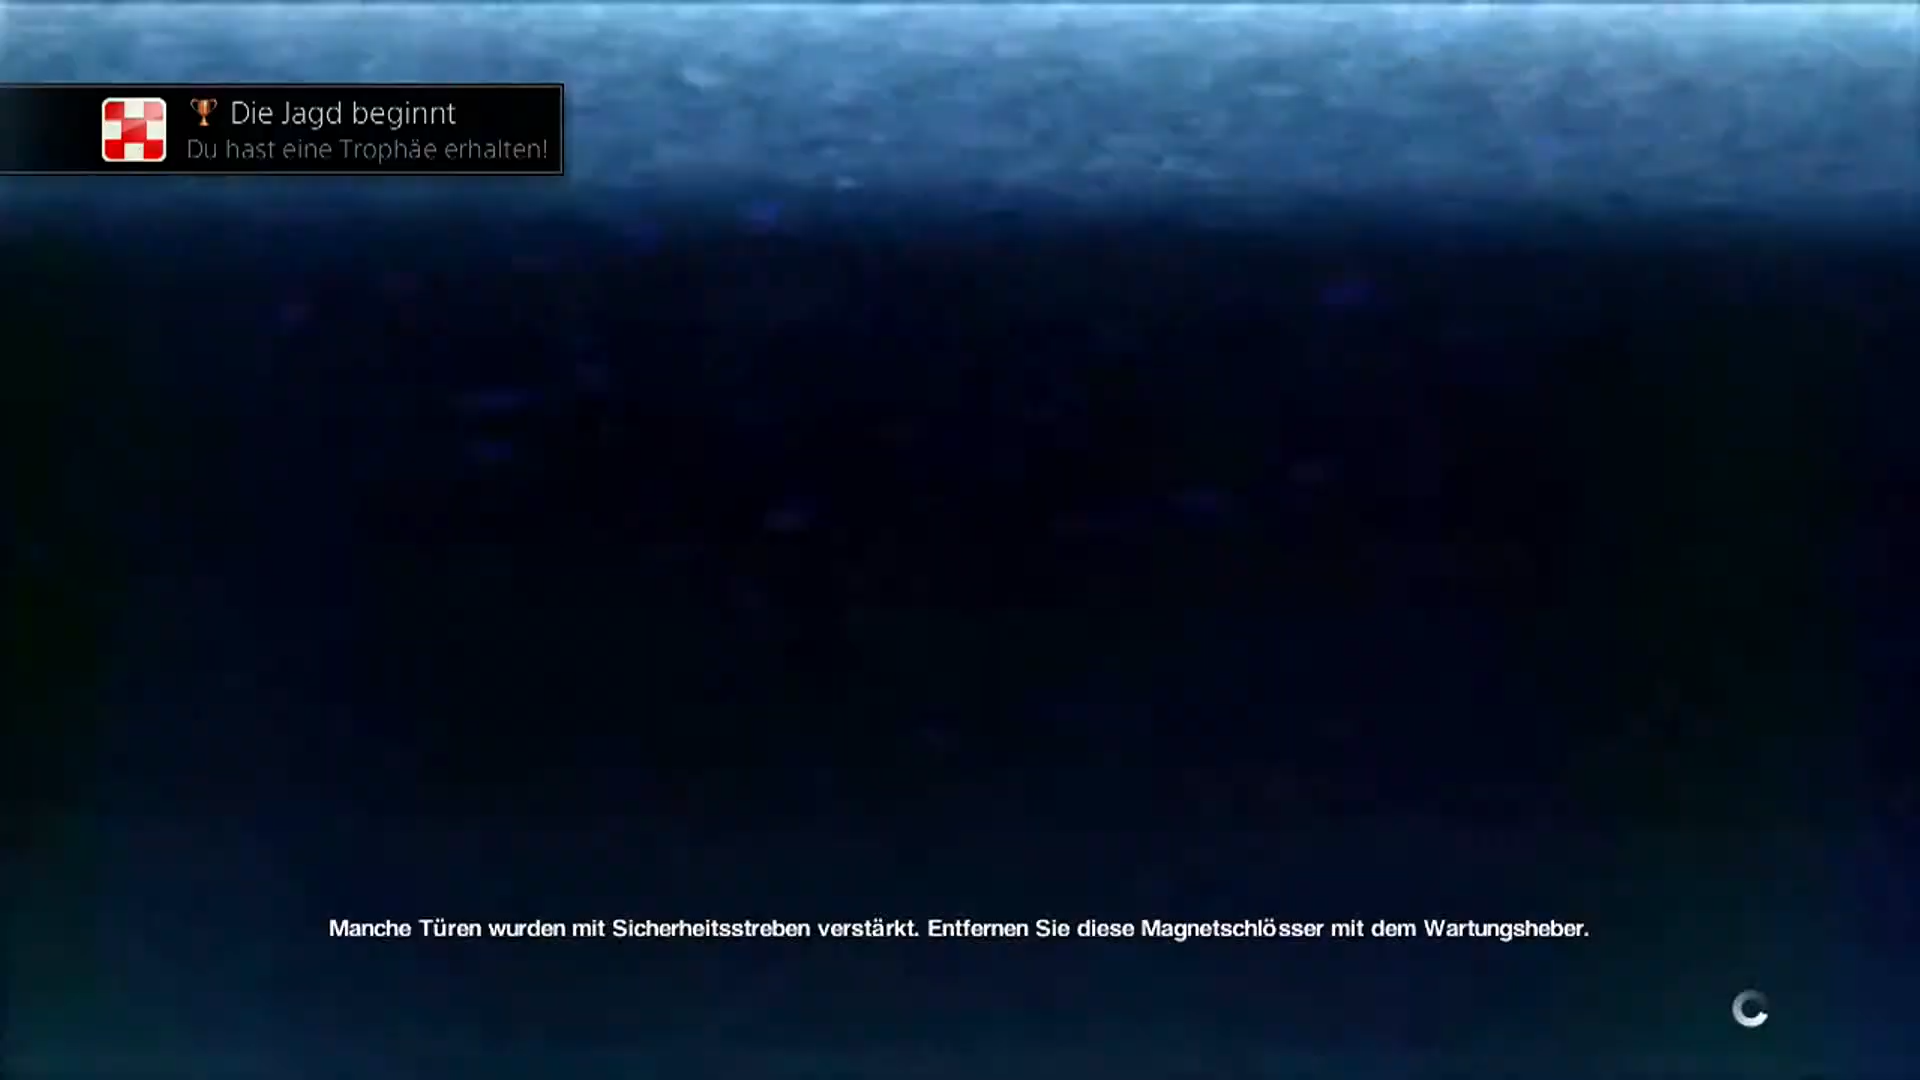 Die Jagd beginnt
Du hast eine Trophäe erhalten!
Manche Türen wurden mit Sicherheitsstreben verstärkt. Entfernen Sie diese Magnetschlösser mit dem Wartungsheber.